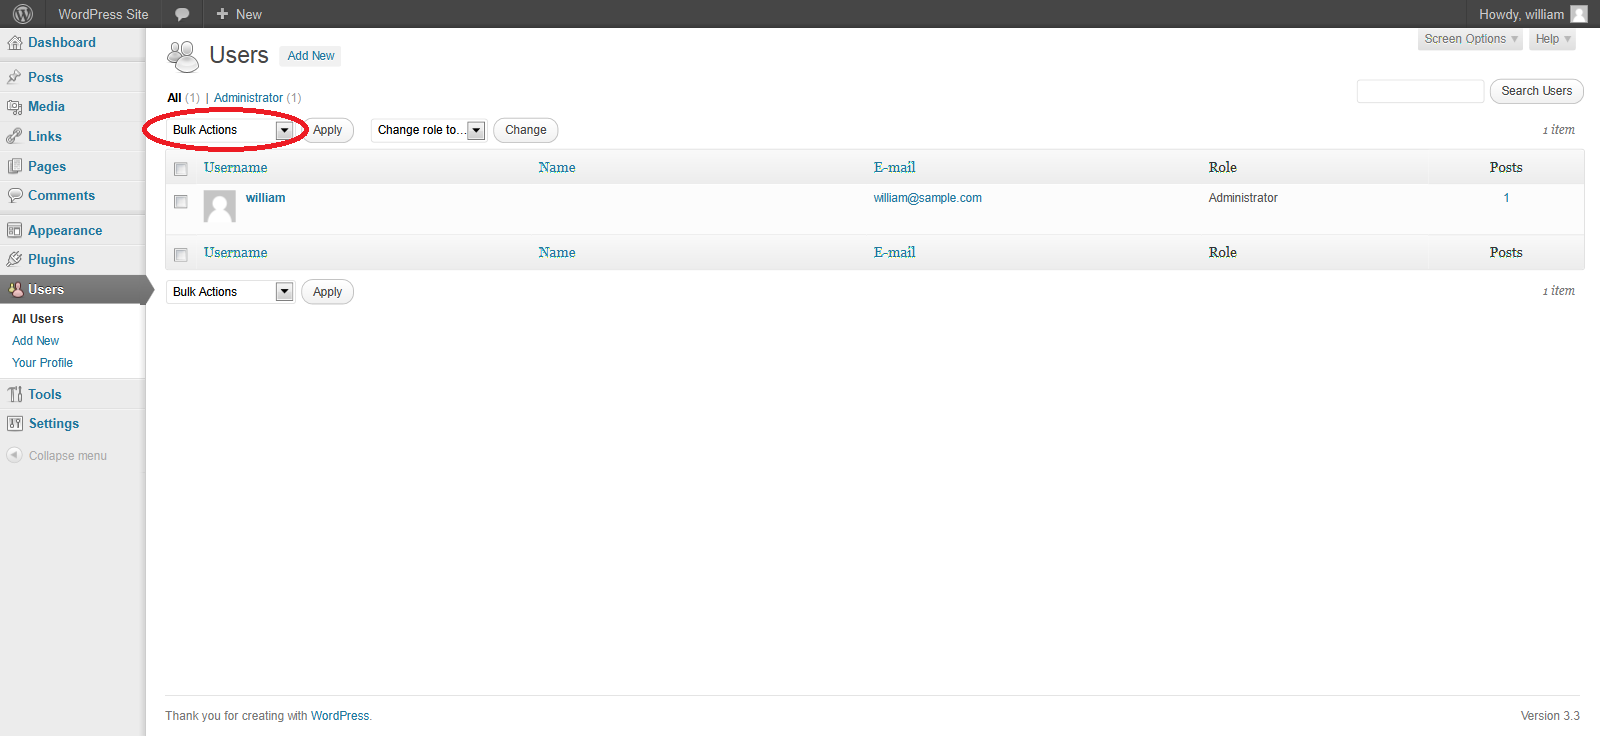 WordPress Site New Howdy, william
Screen Options Help
Dashboard
Posts
Media
Links
Pages
Comments
Appearance
Plugins
Users
All Users
Add New
Your Profile
Tools
Settings
Collapse menu
Users Add New
All (1) | Administrator (1)
Search Users
Bulk Actions Apply Change role to... Change 1 item
Username Name E-mail Role Posts
william william@sample.com Administrator 1
Username Name E-mail Role Posts
Bulk Actions Apply 1 item
Thank you for creating with WordPress. Version 3.3